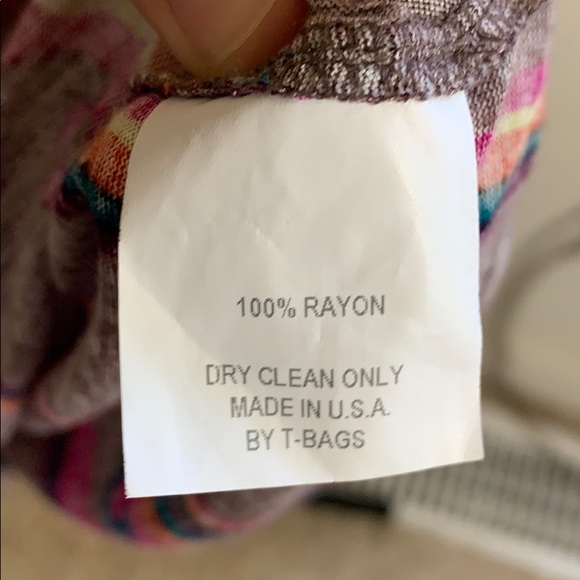 100% RAYON
DRY CLEAN ONLY
MADE IN U.S.A.
BY T-BAGS